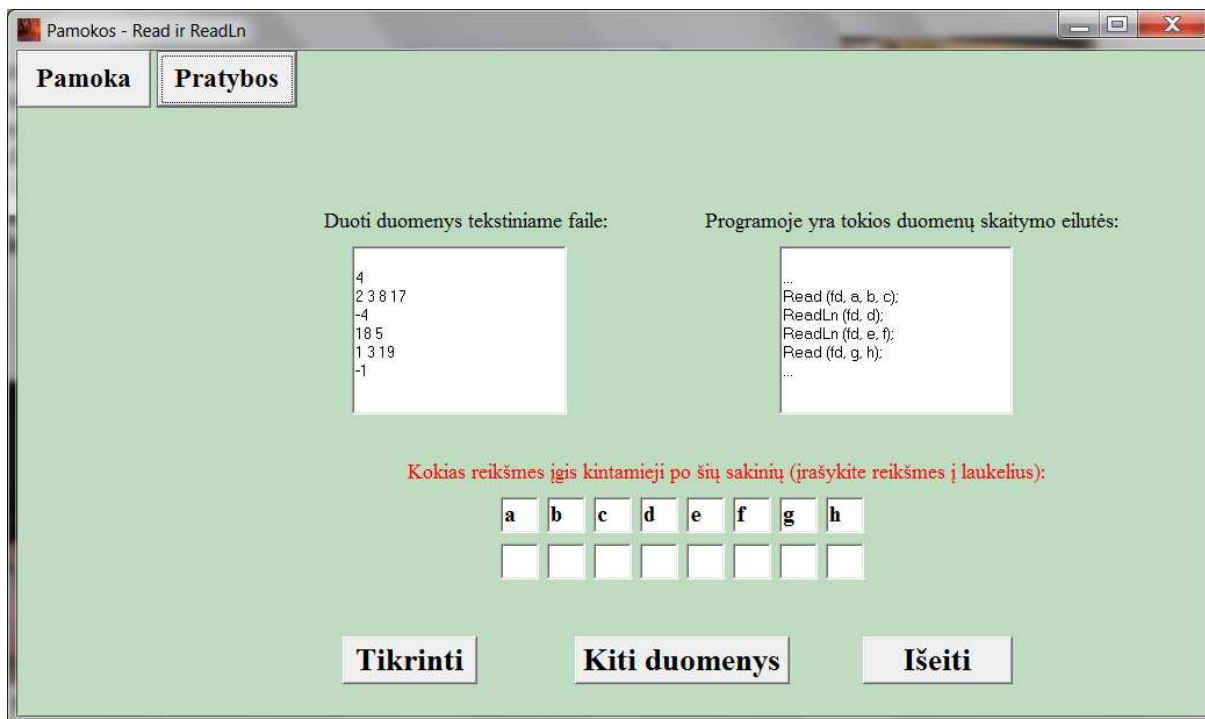 Pamokos - Read ir ReadLn
Pamoka
Pratybos
Duoti duomenys tekstiniame faile:
4
2 3 8 17
-4
18 5
1 3 19
-1
Programoje yra tokios duomenų skaitymo eilutės:
...
Read (fd, a, b, c);
ReadLn (fd, d);
ReadLn (fd, e, f);
Read (fd, g, h);
...
Kokias reikšmes įgis kintamieji po šių sakinių (įrašykite reikšmes į laukelius):
a b c d e f g h
Tikrinti
Kiti duomenys
Išeiti